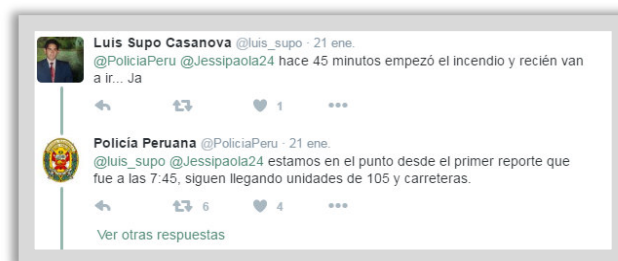 Luis Supo Casanova @luis_supo · 21 ene.
@PoliciaPeru @Jessipaola24 hace 45 minutos empezó el incendio y recién van
a ir... Ja
1
Policía Peruana @PoliciaPeru · 21 ene.
@luis_supo @Jessipaola24 estamos en el punto desde el primer reporte que
fue a las 7:45, siguen llegando unidades de 105 y carreteras.
6 4
Ver otras respuestas